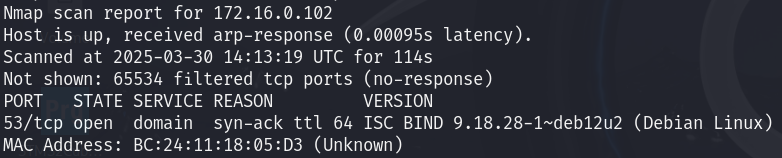 Nmap scan report for 172.16.0.102
Host is up, received arp-response (0.00095s latency).
Scanned at 2025-03-30 14:13:19 UTC for 114s
Not shown: 65534 filtered tcp ports (no-response)
PORT   STATE SERVICE REASON         VERSION
53/tcp open  domain  syn-ack ttl 64 ISC BIND 9.18.28-1~deb12u2 (Debian Linux)
MAC Address: BC:24:11:18:05:D3 (Unknown)